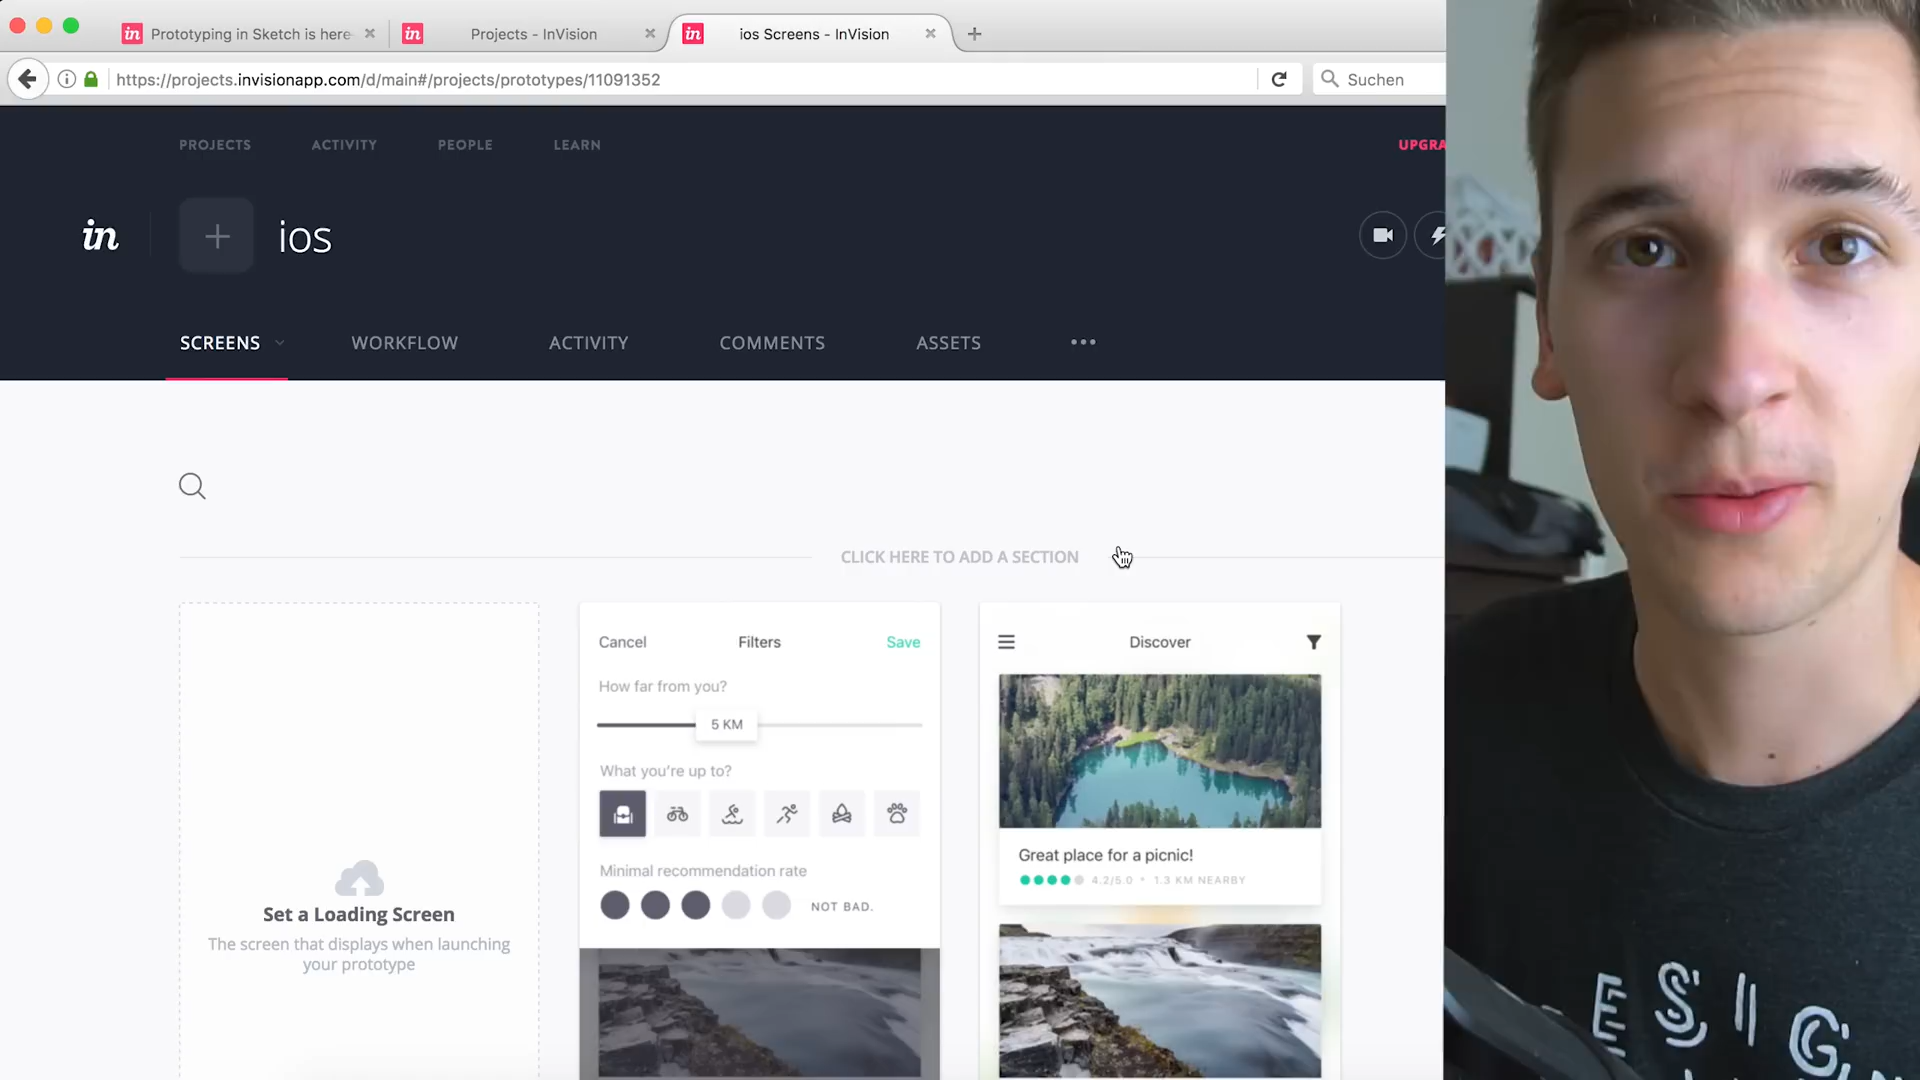 in Prototyping in Sketch is here
in Projects - InVision
in ios Screens - InVision
https://projects.invisionapp.com/d/main#/projects/prototypes/11091352
Suchen
PROJECTS ACTIVITY PEOPLE LEARN
UPGRA
in
ios
SCREENS WORKFLOW ACTIVITY COMMENTS ASSETS
CLICK HERE TO ADD A SECTION
Set a Loading Screen
The screen that displays when launching
your prototype
Cancel Filters Save
How far from you?
5 KM
What you're up to?
Minimal recommendation rate
NOT BAD.
Discover
Great place for a picnic!
4.2/5.0 • 1.3 KM NEARBY
ESIGN